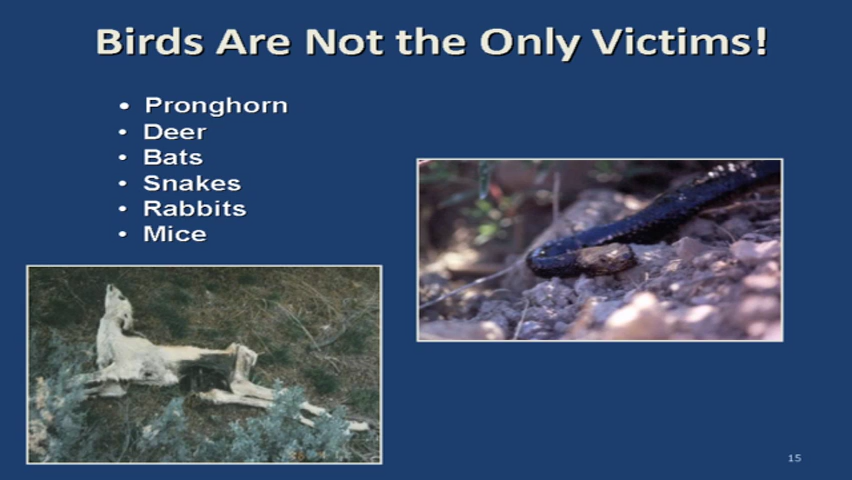 Birds Are Not the Only Victims!
• Pronghorn
• Deer
• Bats
• Snakes
• Rabbits
• Mice
15